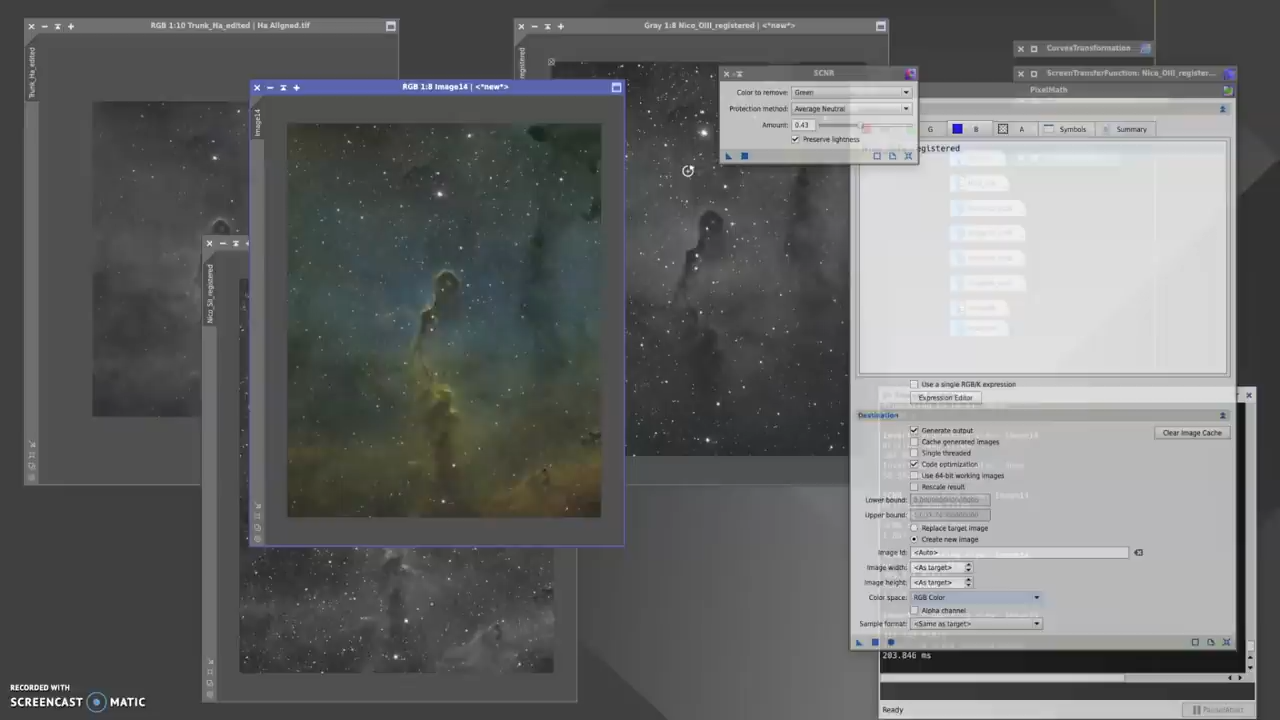 RGB 1:10 Trunk_Ha_edited | Ha Aligned.tif
Trunk_Ha_edited
Gray 1:8 Nico_OIII_registered | <*new*>
registered
CurvesTransformation
ScreenTransferFunction: Nico_OIII_register...
SCNR
Color to remove: Green
Protection method: Average Neutral
Amount: 0.43
Preserve lightness
RGB 1:8 Image14 | <*new*>
Image14
Nico_SII_registered
PixelMath
G
B
A
Symbols
Summary
egistered
Use a single RGB/K expression
Expression Editor
Destination
Generate output
Clear Image Cache
Cache generated images
Single threaded
Code optimization
Use 64-bit working images
Rescale result
Lower bound:
Upper bound:
Replace target image
Create new image
Image Id: <Auto>
Image width: <As target>
Image height: <As target>
Color space: RGB Color
Alpha channel
Sample format: <Same as target>
203.846 ms
Ready
Pause/Abort
RECORDED WITH
SCREENCAST MATIC